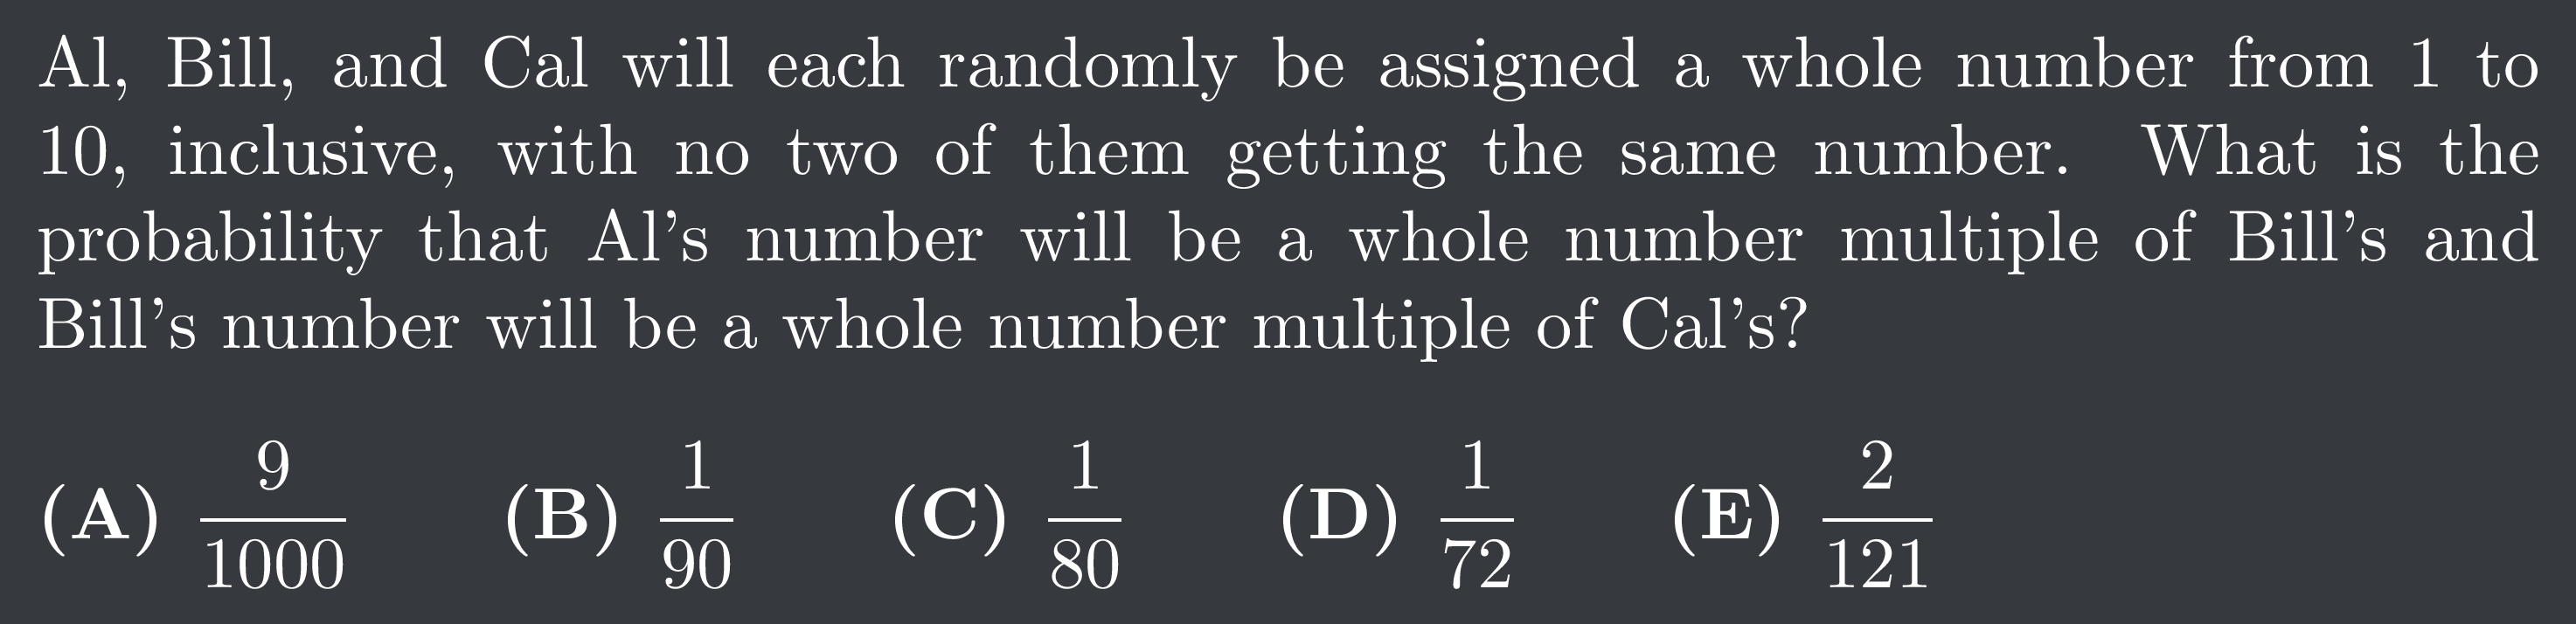 Al, Bill, and Cal will each randomly be assigned a whole number from 1 to
10, inclusive, with no two of them getting the same number. What is the
probability that Al's number will be a whole number multiple of Bill's and
Bill's number will be a whole number multiple of Cal's?
(A) 9/1000 (B) 1/90 (C) 1/80 (D) 1/72 (E) 2/121